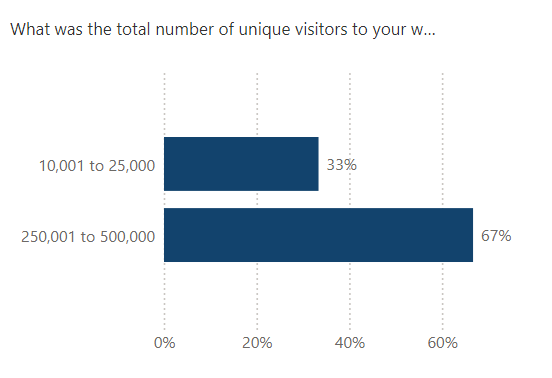 What was the total number of unique visitors to your w...
10,001 to 25,000
33%
250,001 to 500,000
67%
0%
20%
40%
60%